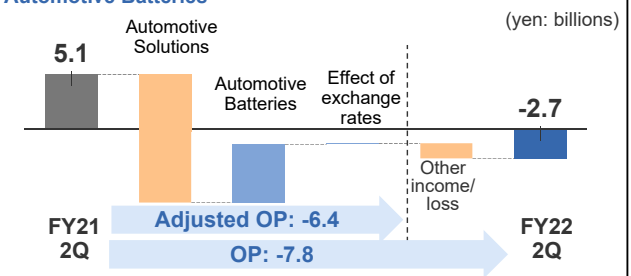 Automotive Batteries
(yen: billions)
Automotive
Solutions
5.1
Automotive
Batteries
Effect of
exchange
rates
-2.7
Other
income/
loss
Adjusted OP: -6.4
OP: -7.8
FY21
2Q
FY22
2Q